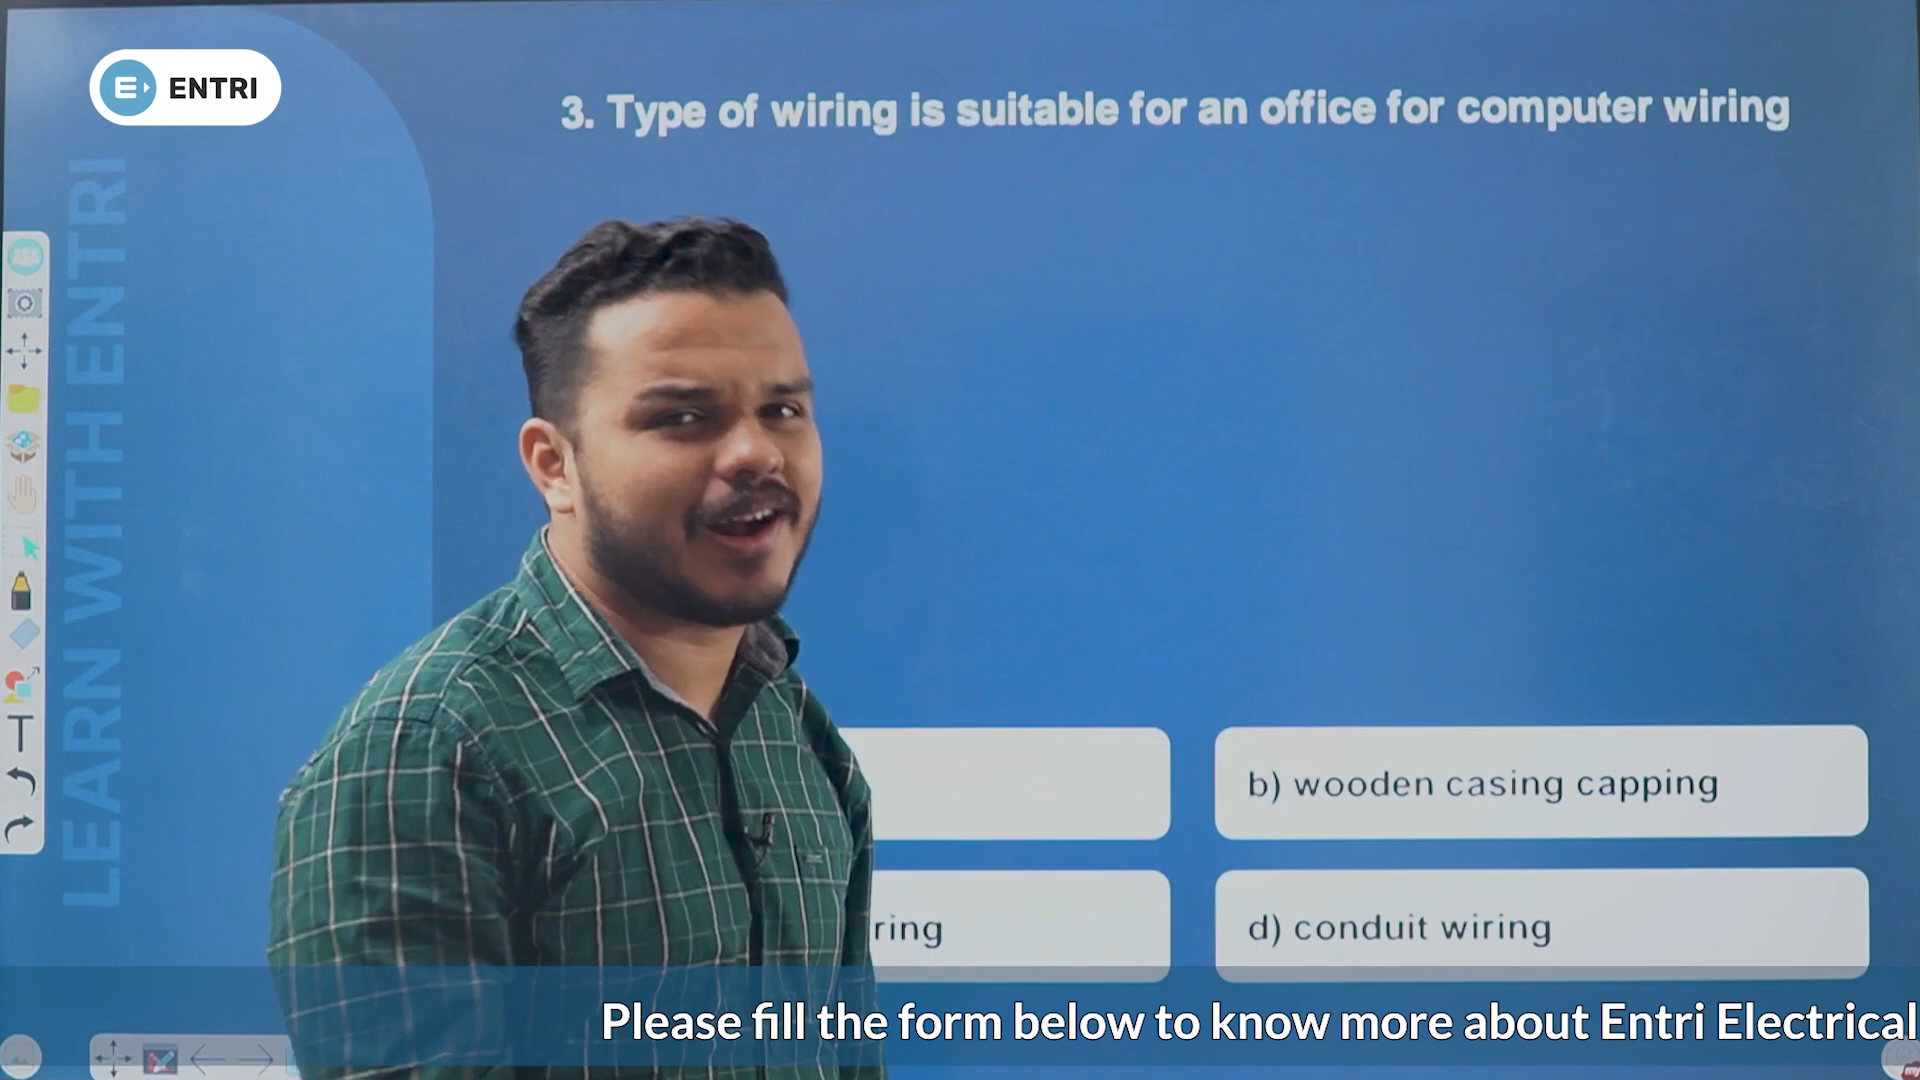 ENTRI
3. Type of wiring is suitable for an office for computer wiring
LEARN WITH ENTRI
b) wooden casing capping
d) conduit wiring
Please fill the form below to know more about Entri Electrical